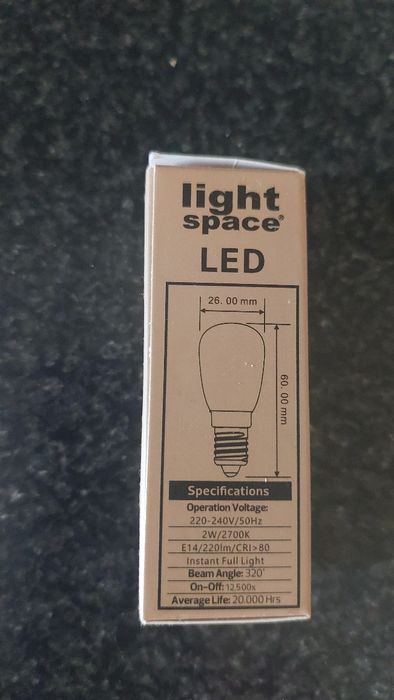 light
space®
LED
26. 00 mm
60. 00 mm
Specifications
Operation Voltage:
220-240V/50Hz
2W/2700K
E14/220lm/CRI>80
Instant Full Light
Beam Angle: 320'
On-Off: 12.500x
Average Life: 20.000 Hrs